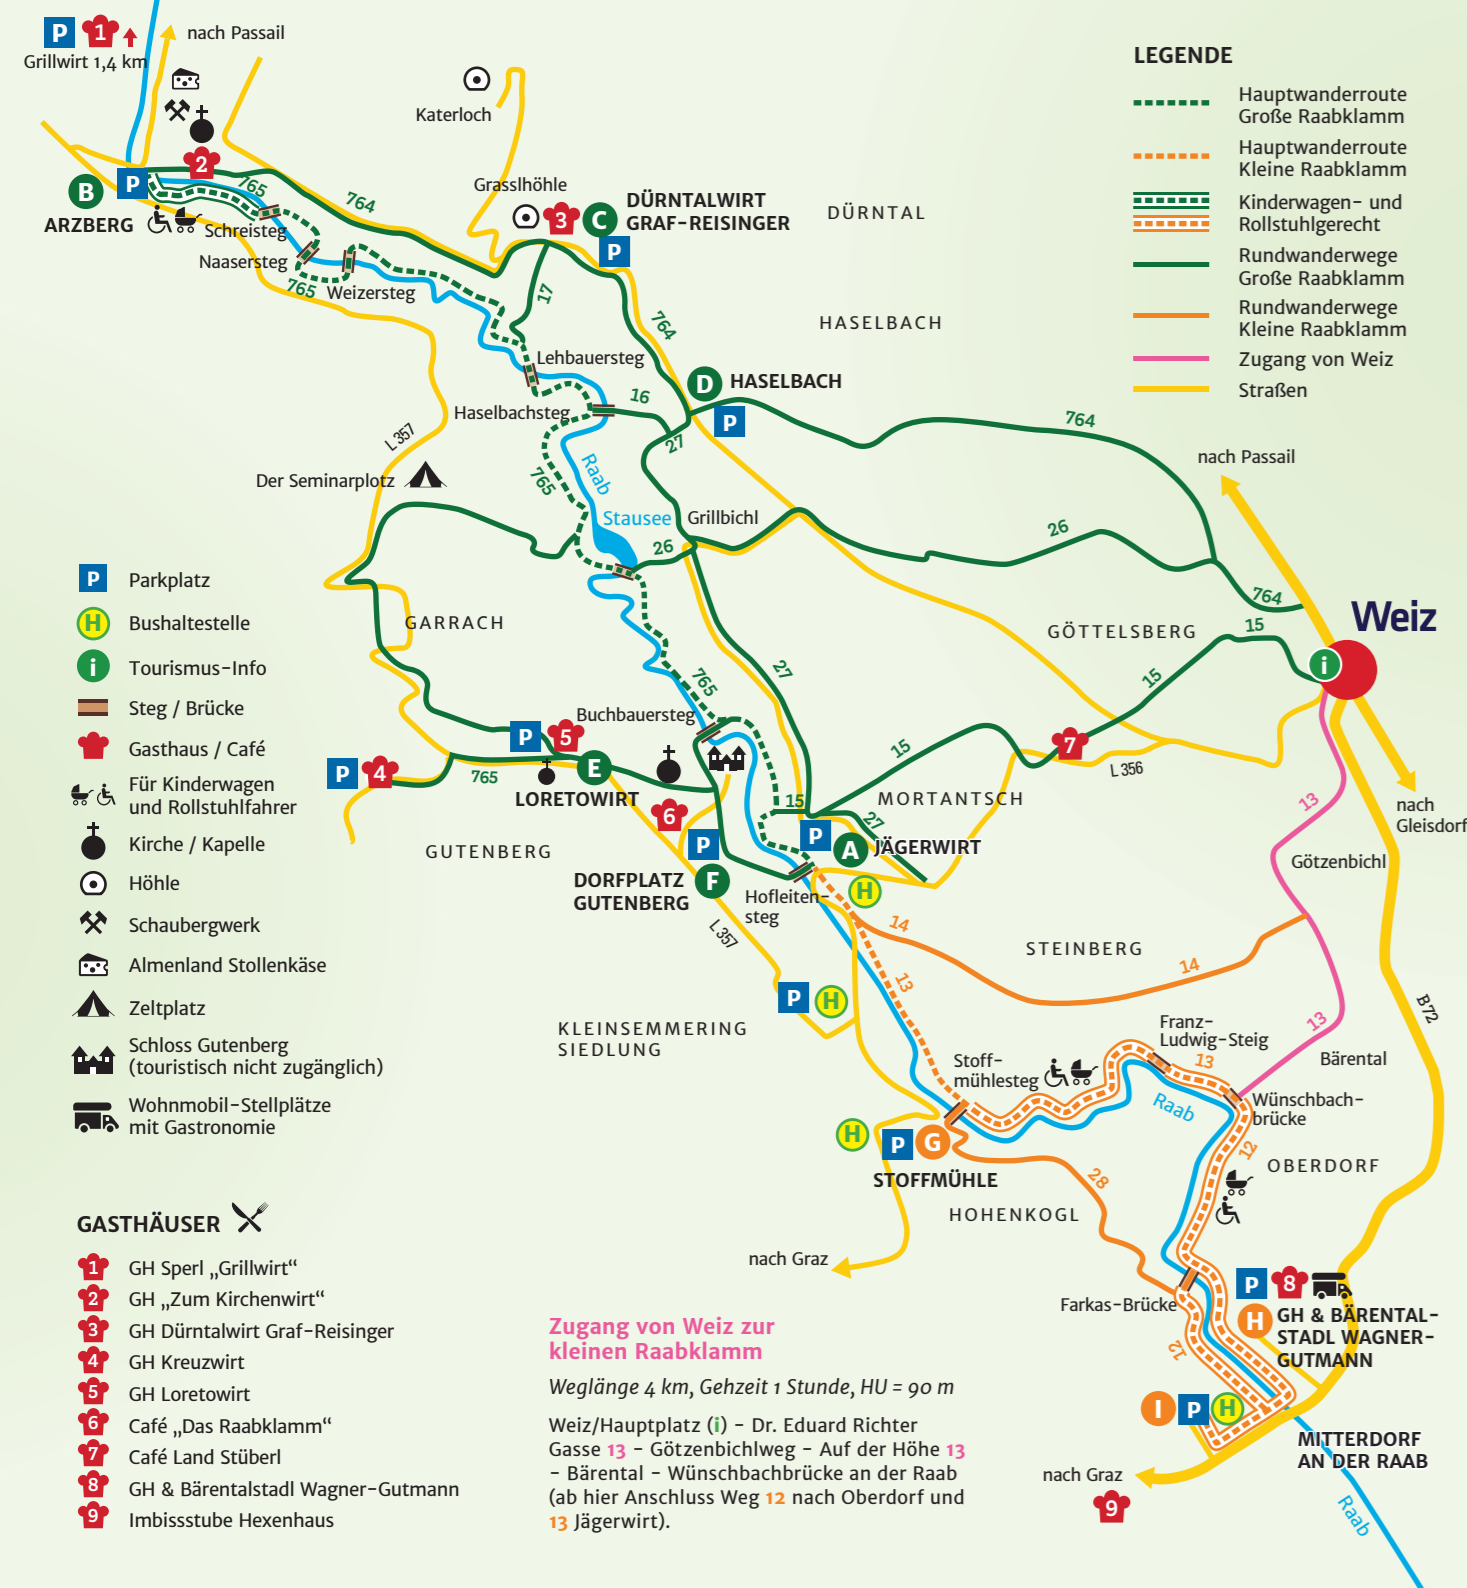 P 1
nach Passail
Grillwirt 1,4 km
Katerloch
LEGENDE
Hauptwanderroute
Große Raabklamm
Hauptwanderroute
Kleine Raabklamm
Kinderwagen- und
Rollstuhlgerecht
Rundwanderwege
Große Raabklamm
Rundwanderwege
Kleine Raabklamm
Zugang von Weiz
Straßen
2
P
B
ARZBERG
765
764
Schreisteg
Naasersteg
765
Weizersteg
Grasslhöhle
3 C
DÜRNTALWIRT
GRAF-REISINGER
P
DÜRNTAL
17
764
HASELBACH
Lehbauersteg
D HASELBACH
P
16
Haselbachsteg
27
764
L 357
nach Passail
Der Seminarplotz
765
Raab
Stausee
Grillbichl
26
26
764
Weiz
i
15
15
GÖTTELSBERG
GARRACH
27
765
Buchbauersteg
P 5
P 4
765
E
LORETOWIRT
6
P
GUTENBERG
DORFPLATZ
GUTENBERG
F
15
15
7
L 356
MORTANTSCH
27
P
A JÄGERWIRT
H
Hofleiten-
steg
L 357
13
nach
Gleisdorf
Götzenbichl
14
14
STEINBERG
13
P H
KLEINSEMMERING
SIEDLUNG
B 72
13
Bärental
Franz-
Ludwig-Steig
13
Stoff-
mühlesteg
Raab
Wünschbach-
brücke
12
OBERDORF
H
P G
STOFFMÜHLE
28
HOHENKOGL
nach Graz
Farkas-Brücke
P 8
H GH & BÄRENTAL-
STADL WAGNER-
GUTMANN
12
I P H
MITTERDORF
AN DER RAAB
nach Graz
9
Raab
P Parkplatz
H Bushaltestelle
i Tourismus-Info
Steg / Brücke
Gasthaus / Café
Für Kinderwagen
und Rollstuhlfahrer
Kirche / Kapelle
Höhle
Schaubergwerk
Almenland Stollenkäse
Zeltplatz
Schloss Gutenberg
(touristisch nicht zugänglich)
Wohnmobil-Stellplätze
mit Gastronomie
GASTHÄUSER
1 GH Sperl „Grillwirt“
2 GH „Zum Kirchenwirt“
3 GH Dürntalwirt Graf-Reisinger
4 GH Kreuzwirt
5 GH Loretowirt
6 Café „Das Raabklamm“
7 Café Land Stüberl
8 GH & Bärentalstadl Wagner-Gutmann
9 Imbissstube Hexenhaus
Zugang von Weiz zur
kleinen Raabklamm
Weglänge 4 km, Gehzeit 1 Stunde, HU = 90 m
Weiz/Hauptplatz (i) - Dr. Eduard Richter
Gasse 13 - Götzenbichlweg - Auf der Höhe 13
- Bärental - Wünschbachbrücke an der Raab
(ab hier Anschluss Weg 12 nach Oberdorf und
13 Jägerwirt).